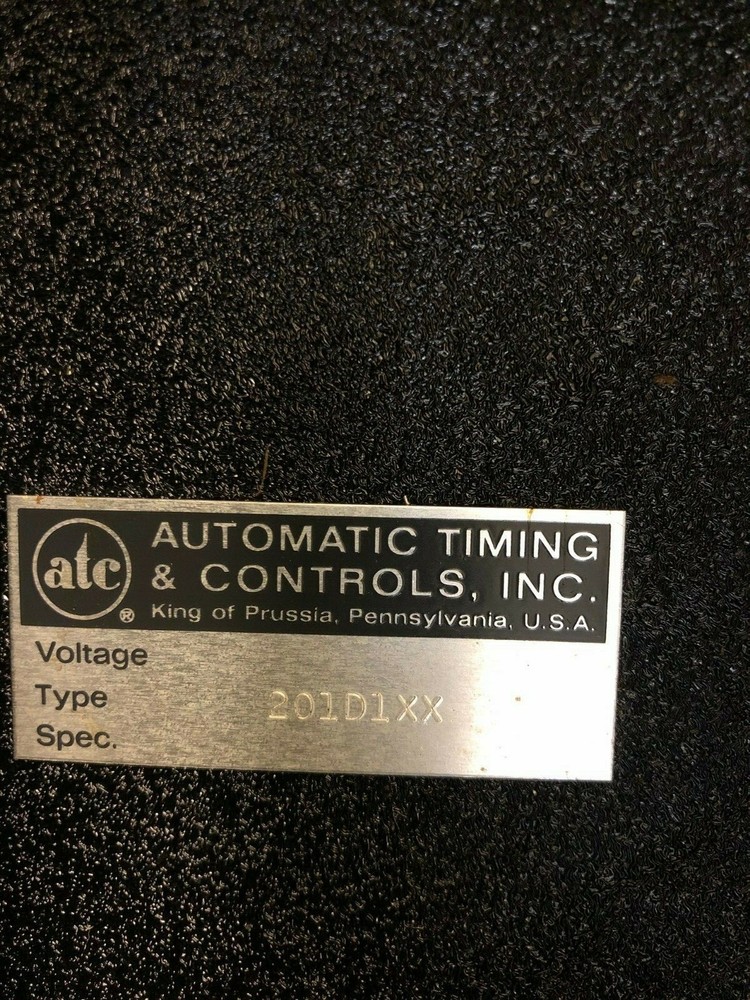 atc
AUTOMATIC TIMING
& CONTROLS, INC.
® King of Prussia, Pennsylvania, U.S.A.
Voltage
Type 201D1XX
Spec.